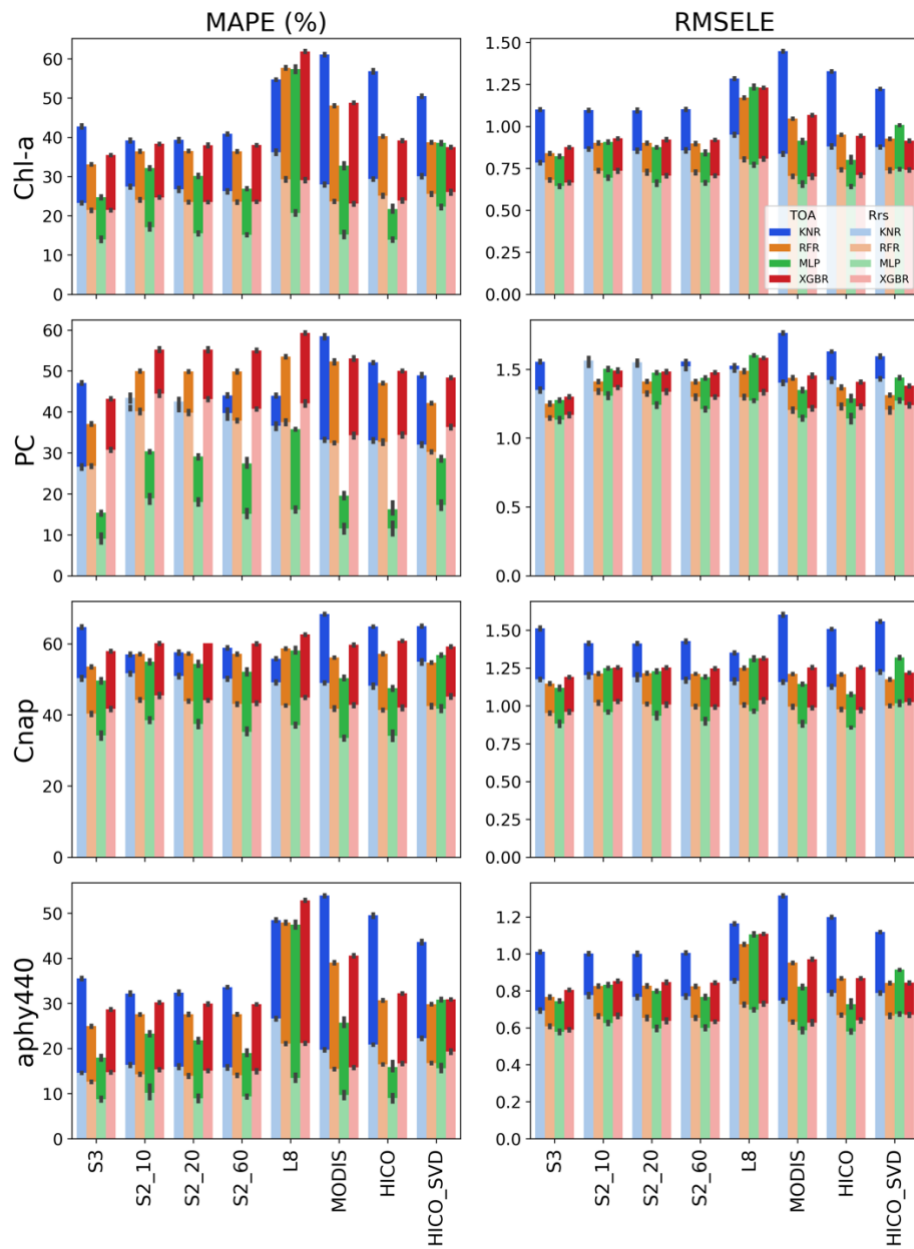 MAPE (%)
RMSELE
Chl-a
60
50
40
30
20
10
0
1.50
1.25
1.00
0.75
0.50
0.25
0.00
TOA Rrs
KNR KNR
RFR RFR
MLP MLP
XGBR XGBR
PC
60
50
40
30
20
10
0
1.5
1.0
0.5
0.0
Cnap
60
40
20
0
1.50
1.25
1.00
0.75
0.50
0.25
0.00
aphy440
50
40
30
20
10
0
1.2
1.0
0.8
0.6
0.4
0.2
0.0
S3
S2_10
S2_20
S2_60
L8
MODIS
HICO
HICO_SVD
S3
S2_10
S2_20
S2_60
L8
MODIS
HICO
HICO_SVD